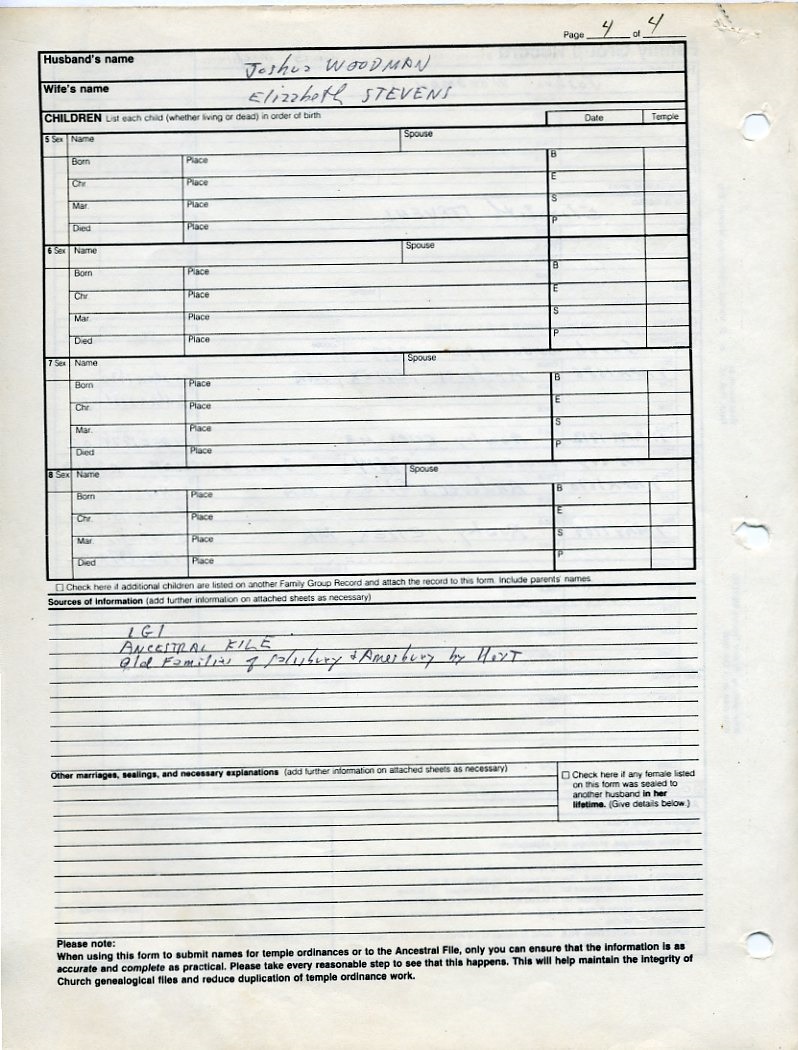 Page 4 of 4
Husband's name Joshua WOODMAN
Wife's name Elizabeth STEVENS
CHILDREN List each child (whether living or dead) in order of birth Date Temple
5 Sex Name Spouse
Born Place B
Chr. Place E
Mar. Place S
Died Place P
6 Sex Name Spouse
Born Place B
Chr. Place E
Mar. Place S
Died Place P
7 Sex Name Spouse
Born Place B
Chr. Place E
Mar. Place S
Died Place P
8 Sex Name Spouse
Born Place B
Chr. Place E
Mar. Place S
Died Place P
☐ Check here if additional children are listed on another Family Group Record and attach the record to this form. Include parents' names.
Sources of information (add further information on attached sheets as necessary)
IGI
ANCESTRAL FILE
Old Families of Salisbury & Amesbury by Hoyt
Other marriages, sealings, and necessary explanations (add further information on attached sheets as necessary)
☐ Check here if any female listed
on this form was sealed to
another husband in her
lifetime. (Give details below.)
Please note:
When using this form to submit names for temple ordinances or to the Ancestral File, only you can ensure that the information is as
accurate and complete as practical. Please take every reasonable step to see that this happens. This will help maintain the integrity of
Church genealogical files and reduce duplication of temple ordinance work.